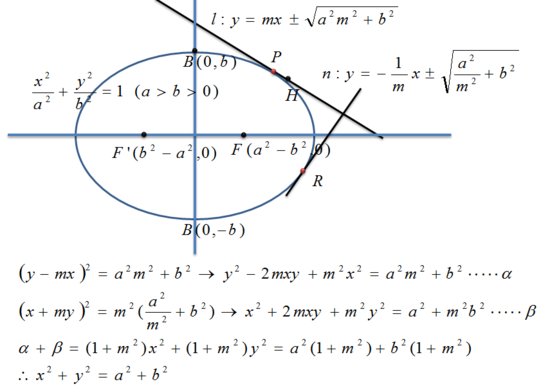 l : y = mx ± √(a²m² + b²)
B(0,b)
P
n : y = − 1/m x ± √(a²/m² + b²)
x²/a² + y²/b² = 1 (a > b > 0)
H
F'(b² − a²,0)
F(a² − b²,0)
R
B(0,−b)
(y − mx)² = a²m² + b² → y² − 2mxy + m²x² = a²m² + b² ····· α
(x + my)² = m²(a²/m² + b²) → x² + 2mxy + m²y² = a² + m²b² ····· β
α + β = (1 + m²)x² + (1 + m²)y² = a²(1 + m²) + b²(1 + m²)
∴ x² + y² = a² + b²